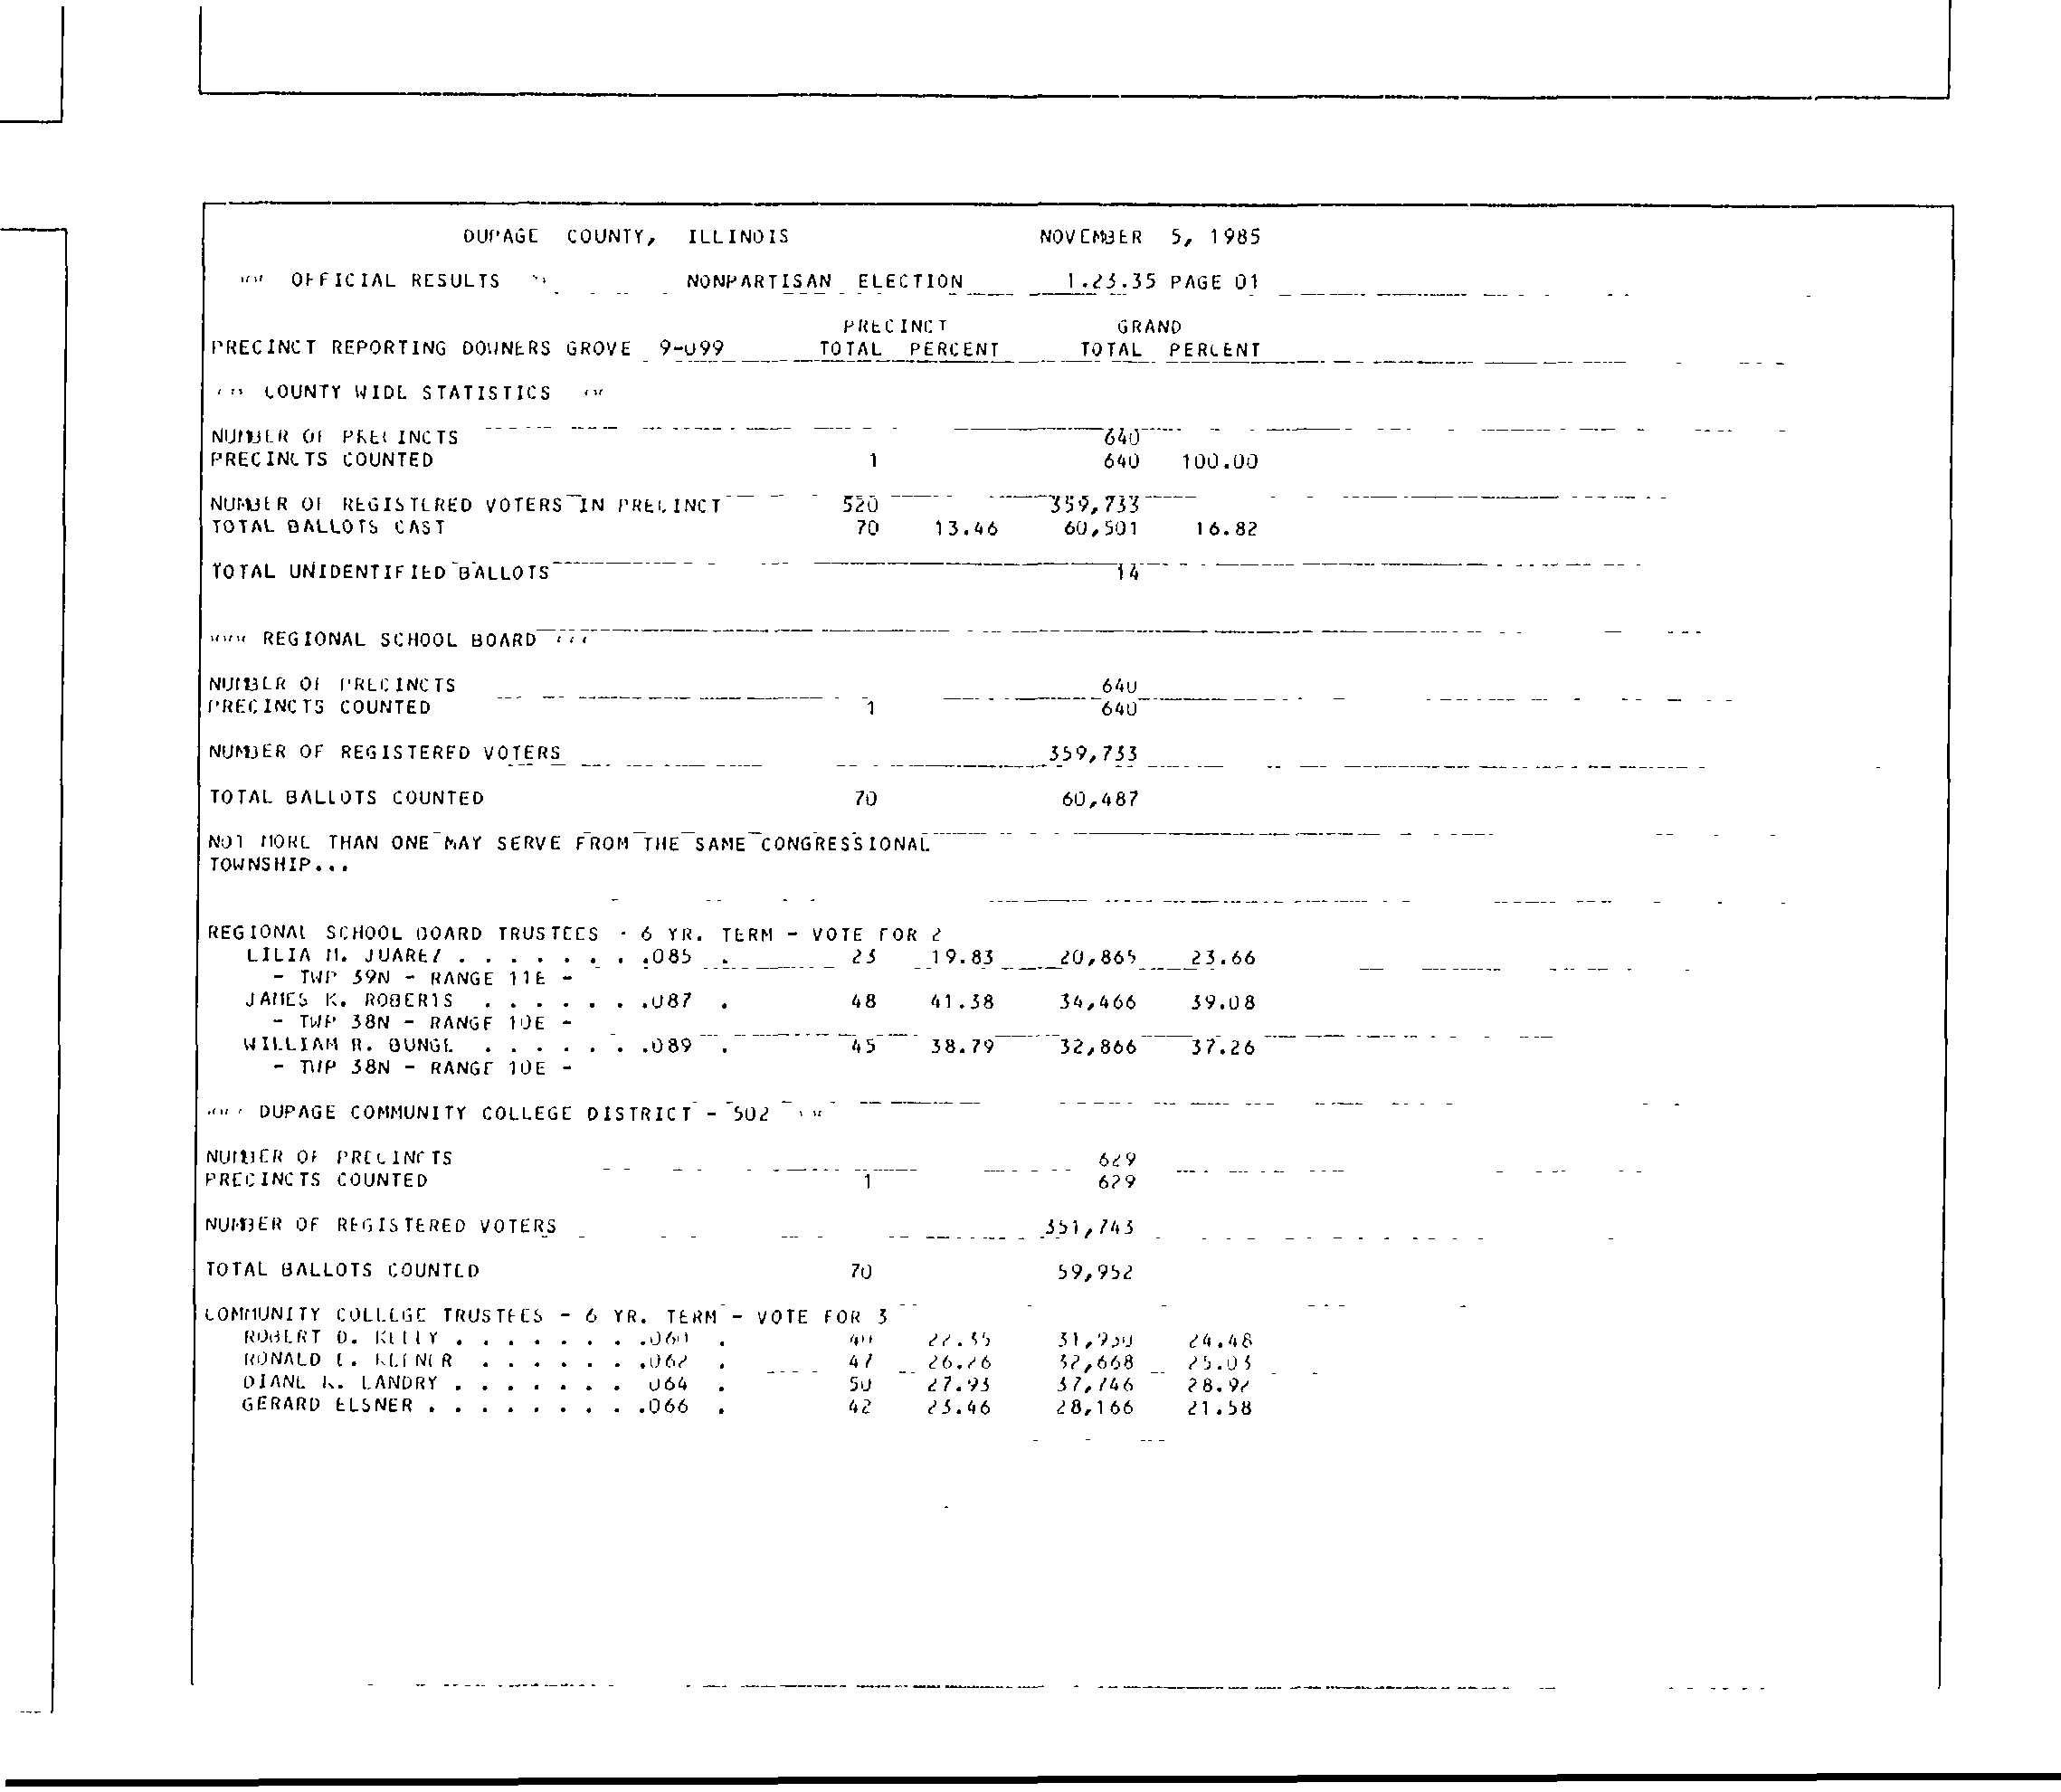 DUPAGE COUNTY, ILLINOIS NOVEMBER 5, 1985
OFFICIAL RESULTS NONPARTISAN ELECTION 1.23.35 PAGE 01
PRECINCT GRAND
PRECINCT REPORTING DOWNERS GROVE 9-099 TOTAL PERCENT TOTAL PERCENT
COUNTY WIDE STATISTICS
NUMBER OF PRECINCTS 640
PRECINCTS COUNTED 1 640 100.00
NUMBER OF REGISTERED VOTERS IN PRECINCT 520 359,733
TOTAL BALLOTS CAST 70 13.46 60,501 16.82
TOTAL UNIDENTIFIED BALLOTS 14
REGIONAL SCHOOL BOARD
NUMBER OF PRECINCTS 640
PRECINCTS COUNTED 1 640
NUMBER OF REGISTERED VOTERS 359,733
TOTAL BALLOTS COUNTED 70 60,487
NOT MORE THAN ONE MAY SERVE FROM THE SAME CONGRESSIONAL
TOWNSHIP...
REGIONAL SCHOOL BOARD TRUSTEES - 6 YR. TERM - VOTE FOR 2
LILIA M. JUAREZ . . . . . . . .085 . 23 19.83 20,865 23.66
- TWP 39N - RANGE 11E -
JAMES K. ROBERTS . . . . . . .087 . 48 41.38 34,466 39.08
- TWP 38N - RANGE 10E -
WILLIAM R. BUNGE . . . . . . .089 . 45 38.79 32,866 37.26
- TWP 38N - RANGE 10E -
DUPAGE COMMUNITY COLLEGE DISTRICT - 502
NUMBER OF PRECINCTS 629
PRECINCTS COUNTED 1 629
NUMBER OF REGISTERED VOTERS 351,743
TOTAL BALLOTS COUNTED 70 59,952
COMMUNITY COLLEGE TRUSTEES - 6 YR. TERM - VOTE FOR 3
ROBERT D. KELLY . . . . . . . .060 . 40 22.35 31,950 24.48
RONALD E. KEENER . . . . . . .062 . 47 26.26 32,668 25.03
DIANE K. LANDRY . . . . . . . 064 . 50 27.93 37,746 28.92
GERARD ELSNER . . . . . . . . .066 . 42 23.46 28,166 21.58